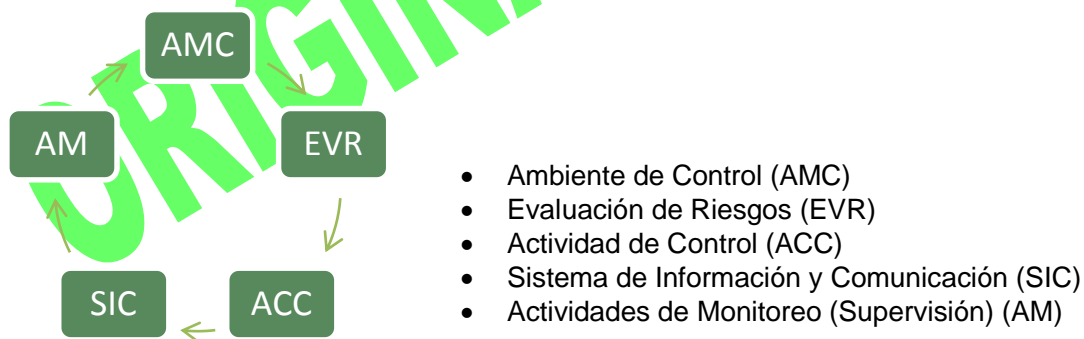 AMC
AM
EVR
SIC
ACC
ORIGINA
• Ambiente de Control (AMC)
• Evaluación de Riesgos (EVR)
• Actividad de Control (ACC)
• Sistema de Información y Comunicación (SIC)
• Actividades de Monitoreo (Supervisión) (AM)